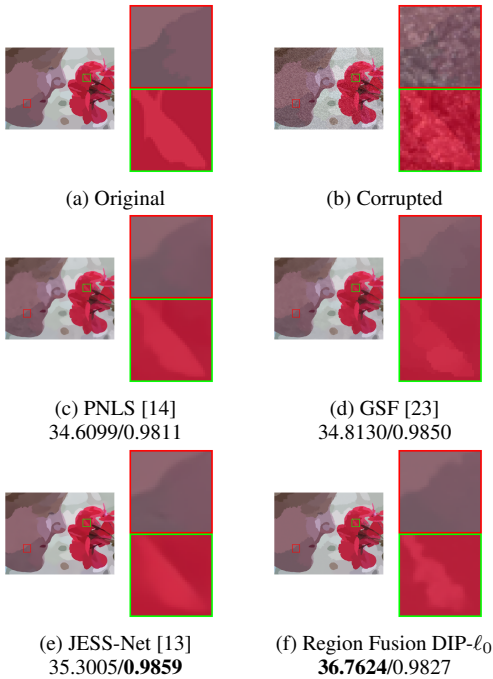 (a) Original
(b) Corrupted
(c) PNLS [14]
34.6099/0.9811
(d) GSF [23]
34.8130/0.9850
(e) JESS-Net [13]
35.3005/0.9859
(f) Region Fusion DIP-ℓ0
36.7624/0.9827